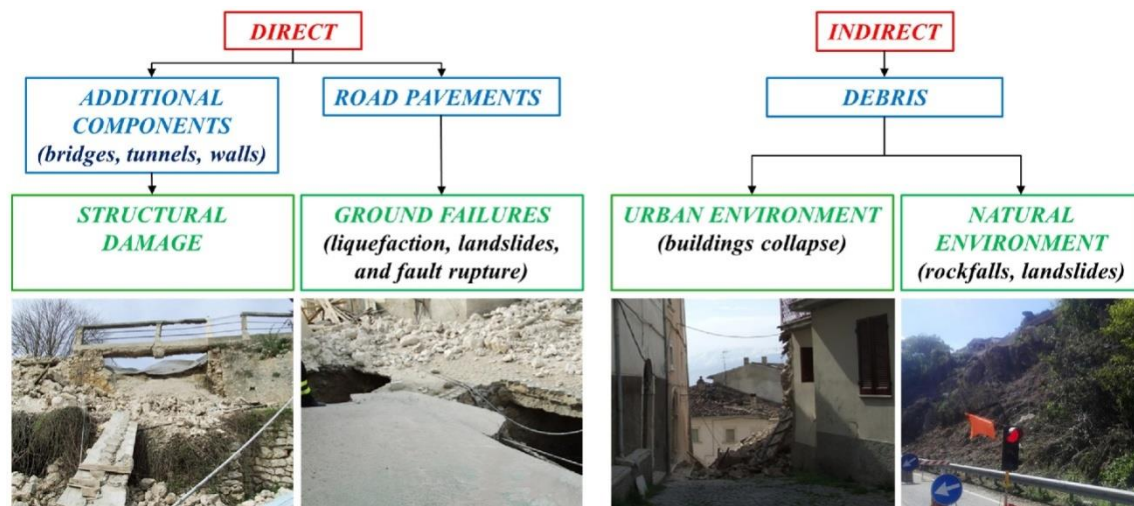 DIRECT
INDIRECT
ADDITIONAL
COMPONENTS
(bridges, tunnels, walls)
ROAD PAVEMENTS
DEBRIS
STRUCTURAL
DAMAGE
GROUND FAILURES
(liquefaction, landslides,
and fault rupture)
URBAN ENVIRONMENT
(buildings collapse)
NATURAL
ENVIRONMENT
(rockfalls, landslides)